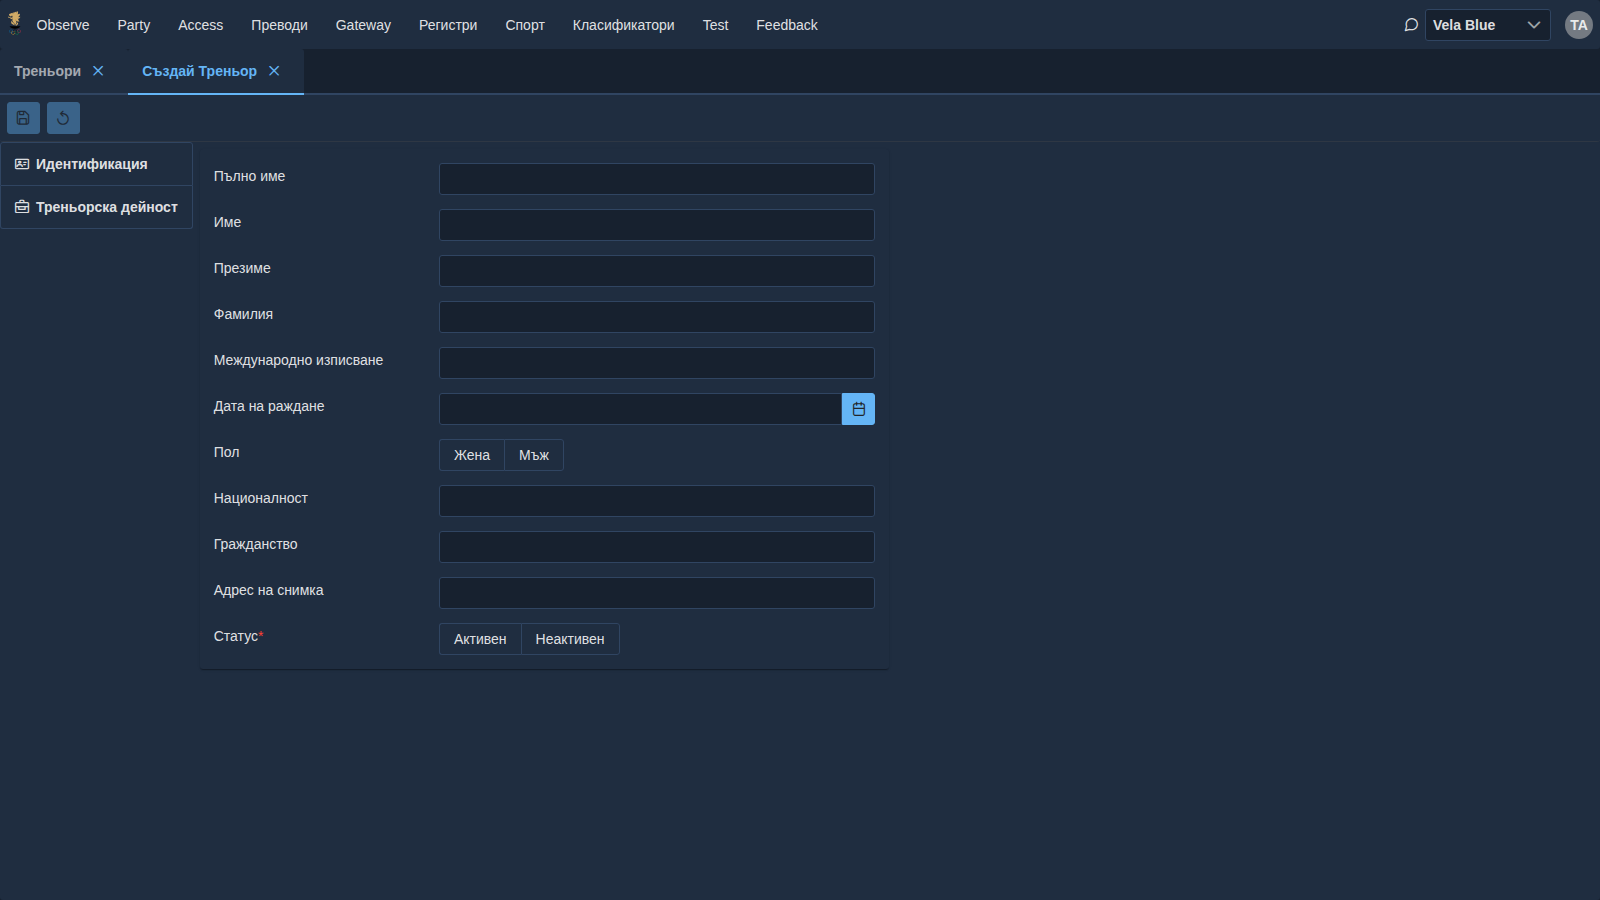 Observe Party Access Преводи Gateway Регистри Спорт Класификатори Test Feedback Vela Blue TA
Треньори Създай Треньор
Идентификация
Треньорска дейност
Пълно име
Име
Презиме
Фамилия
Международно изписване
Дата на раждане
Пол Жена Мъж
Националност
Гражданство
Адрес на снимка
Статус* Активен Неактивен